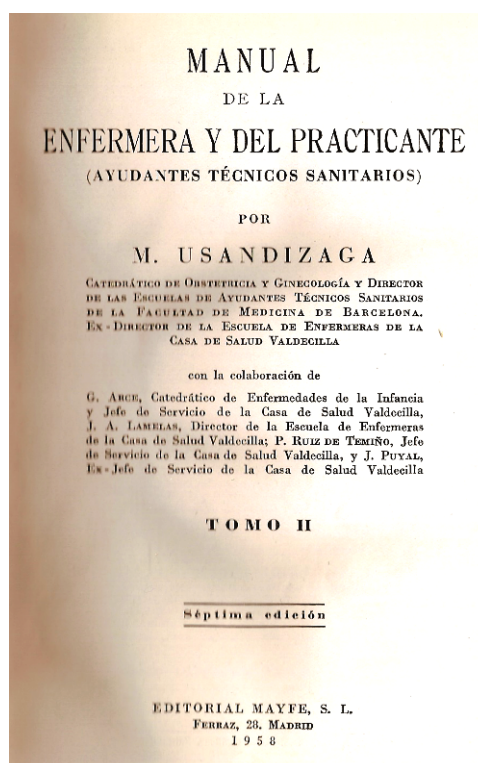 MANUAL
DE LA
ENFERMERA Y DEL PRACTICANTE
(AYUDANTES TÉCNICOS SANITARIOS)
POR
M. USANDIZAGA
CATEDRÁTICO DE OBSTETRICIA Y GINECOLOGÍA Y DIRECTOR
DE LAS ESCUELAS DE AYUDANTES TÉCNICOS SANITARIOS
DE LA FACULTAD DE MEDICINA DE BARCELONA.
EX-DIRECTOR DE LA ESCUELA DE ENFERMERAS DE LA
CASA DE SALUD VALDECILLA
con la colaboración de
G. ARCE, Catedrático de Enfermedades de la Infancia
y Jefe de Servicio de la Casa de Salud Valdecilla,
J. A. LAMELAS, Director de la Escuela de Enfermeras
de la Casa de Salud Valdecilla; P. RUIZ DE TEMIÑO, Jefe
de Servicio de la Casa de Salud Valdecilla, y J. PUYAL,
Ex-Jefe de Servicio de la Casa de Salud Valdecilla
TOMO II
Séptima edición
EDITORIAL MAYFE, S. L.
FERRAZ, 28. MADRID
1958